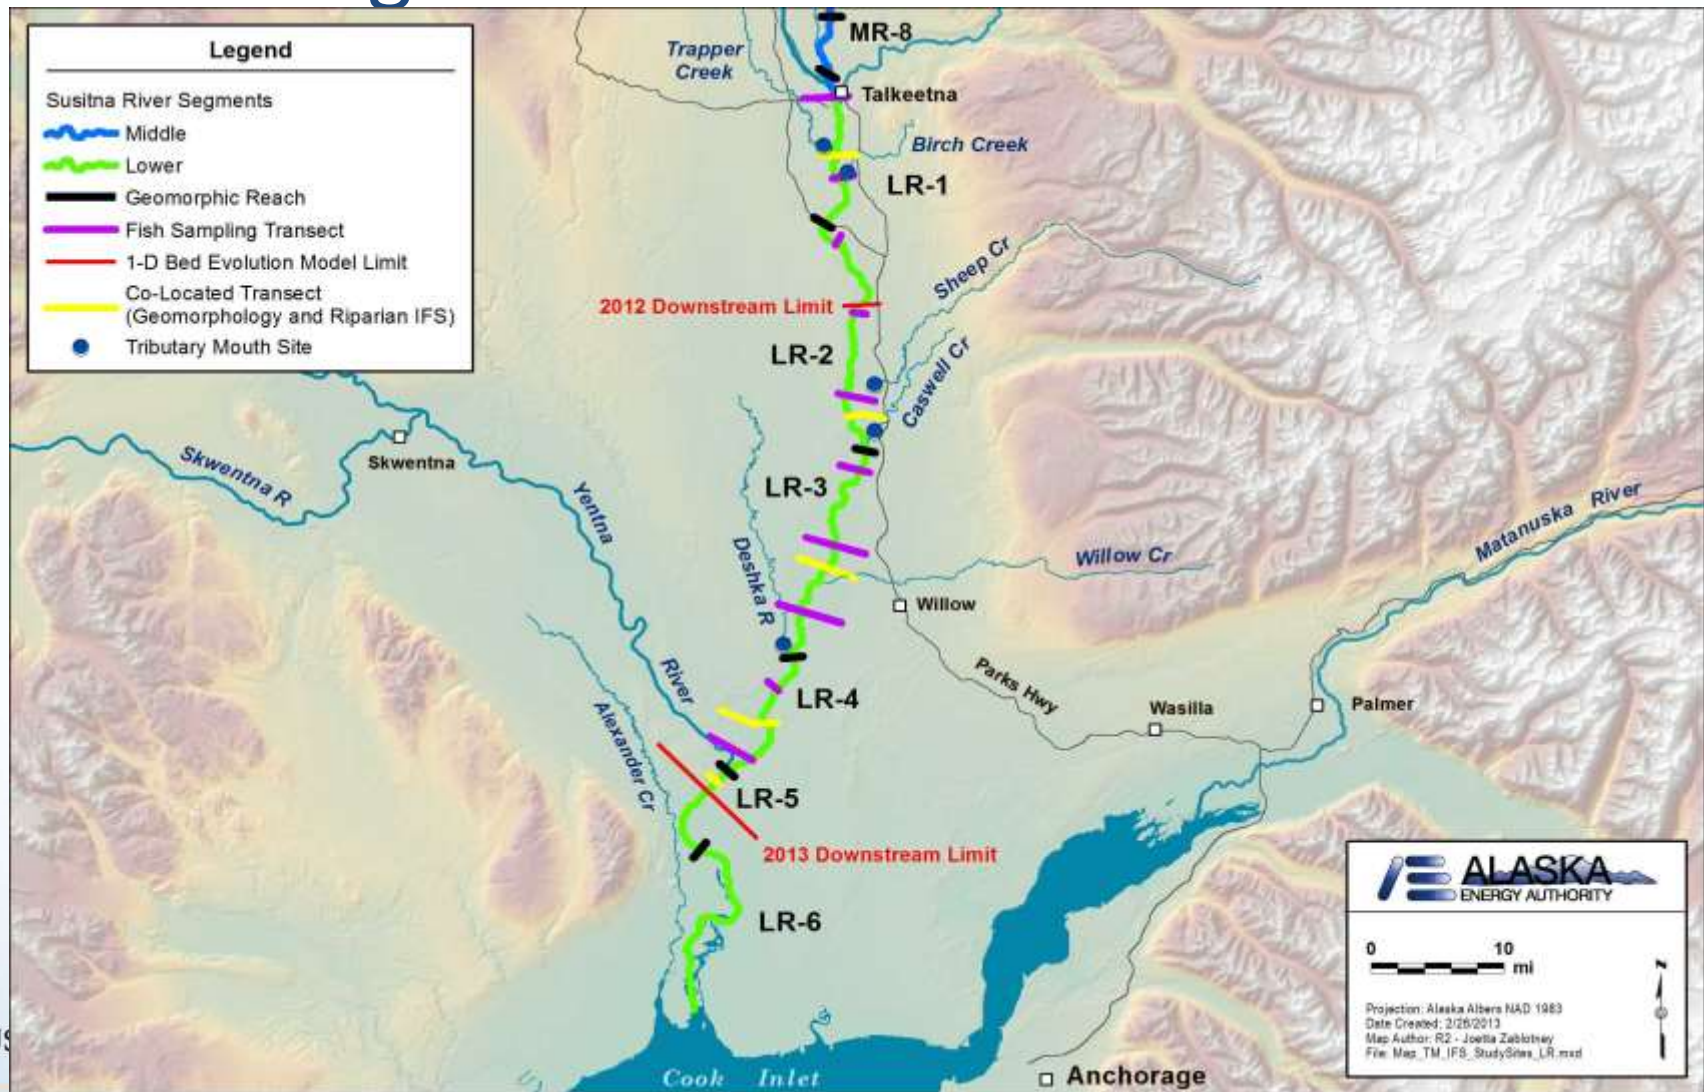 Legend
Susitna River Segments
Middle
Lower
Geomorphic Reach
Fish Sampling Transect
1-D Bed Evolution Model Limit
Co-Located Transect
(Geomorphology and Riparian IFS)
Tributary Mouth Site
MR-8
Trapper
Creek
Talkeetna
Birch Creek
LR-1
Sheep Cr
2012 Downstream Limit
LR-2
Caswell Cr
Skwentna
Skwentna R
LR-3
Yentna
River
Matanuska River
Deshka R
Willow Cr
Willow
Parks Hwy
LR-4
Wasilla
Palmer
Alexander Cr
LR-5
2013 Downstream Limit
LR-6
ALASKA
ENERGY AUTHORITY
0 10
mi
N
Projection: Alaska Albers NAD 1983
Date Created: 2/26/2013
Map Author: R2 - Joetta Zablotney
File: Map_TM_IFS_StudySites_LR.mxd
Cook Inlet
Anchorage